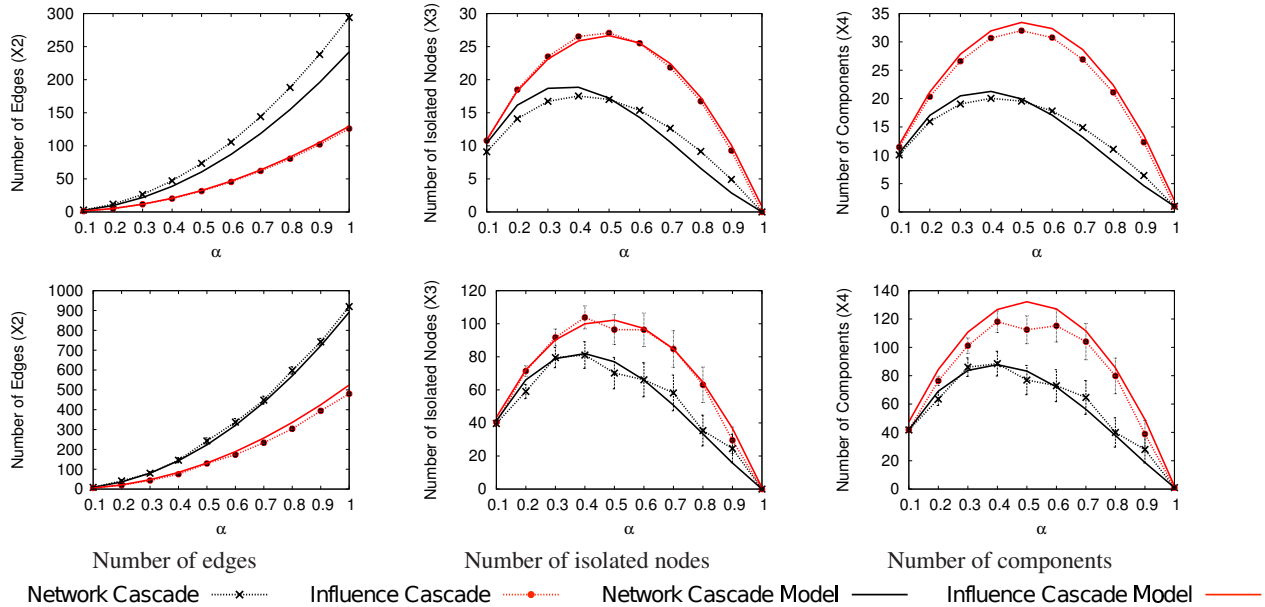 Number of Edges (X2)
300
250
200
150
100
50
0
0.1 0.2 0.3 0.4 0.5 0.6 0.7 0.8 0.9 1
α
Number of Isolated Nodes (X3)
30
25
20
15
10
5
0
0.1 0.2 0.3 0.4 0.5 0.6 0.7 0.8 0.9 1
α
Number of Components (X4)
35
30
25
20
15
10
5
0
0.1 0.2 0.3 0.4 0.5 0.6 0.7 0.8 0.9 1
α
Number of Edges (X2)
1000
900
800
700
600
500
400
300
200
100
0
0.1 0.2 0.3 0.4 0.5 0.6 0.7 0.8 0.9 1
α
Number of Isolated Nodes (X3)
120
100
80
60
40
20
0
0.1 0.2 0.3 0.4 0.5 0.6 0.7 0.8 0.9 1
α
Number of Components (X4)
140
120
100
80
60
40
20
0
0.1 0.2 0.3 0.4 0.5 0.6 0.7 0.8 0.9 1
α
Number of edges
Number of isolated nodes
Number of components
Network Cascade Influence Cascade Network Cascade Model Influence Cascade Model